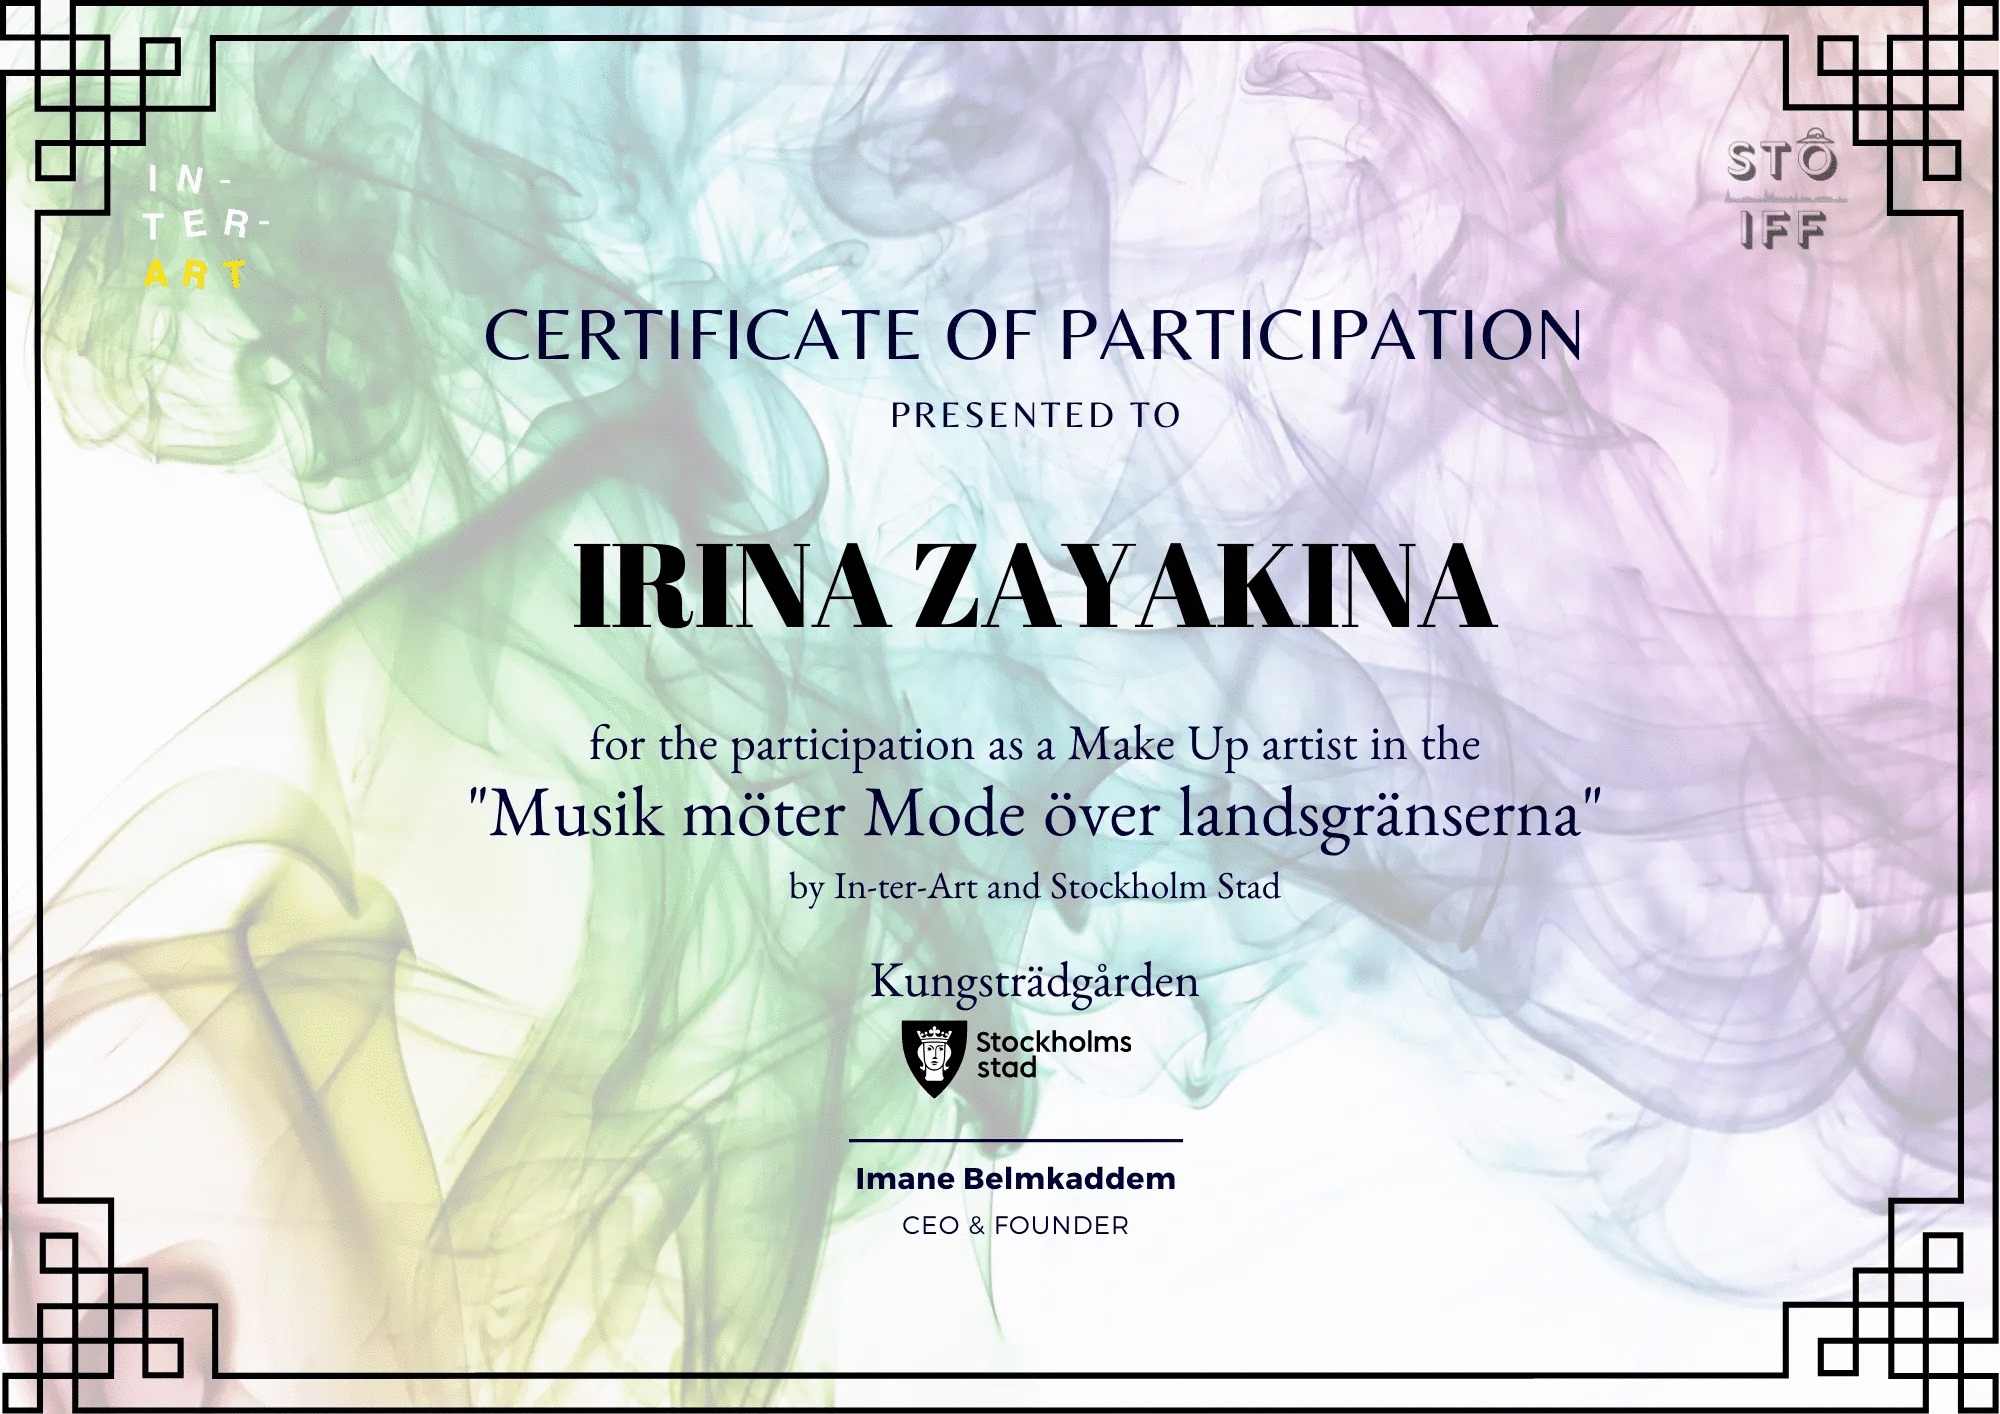 IN-
TER-
ART
STÔ
IFF
CERTIFICATE OF PARTICIPATION
PRESENTED TO
IRINA ZAYAKINA
for the participation as a Make Up artist in the
"Musik möter Mode över landsgränserna"
by In-ter-Art and Stockholm Stad
Kungsträdgården
Stockholms
stad
Imane Belmkaddem
CEO & FOUNDER